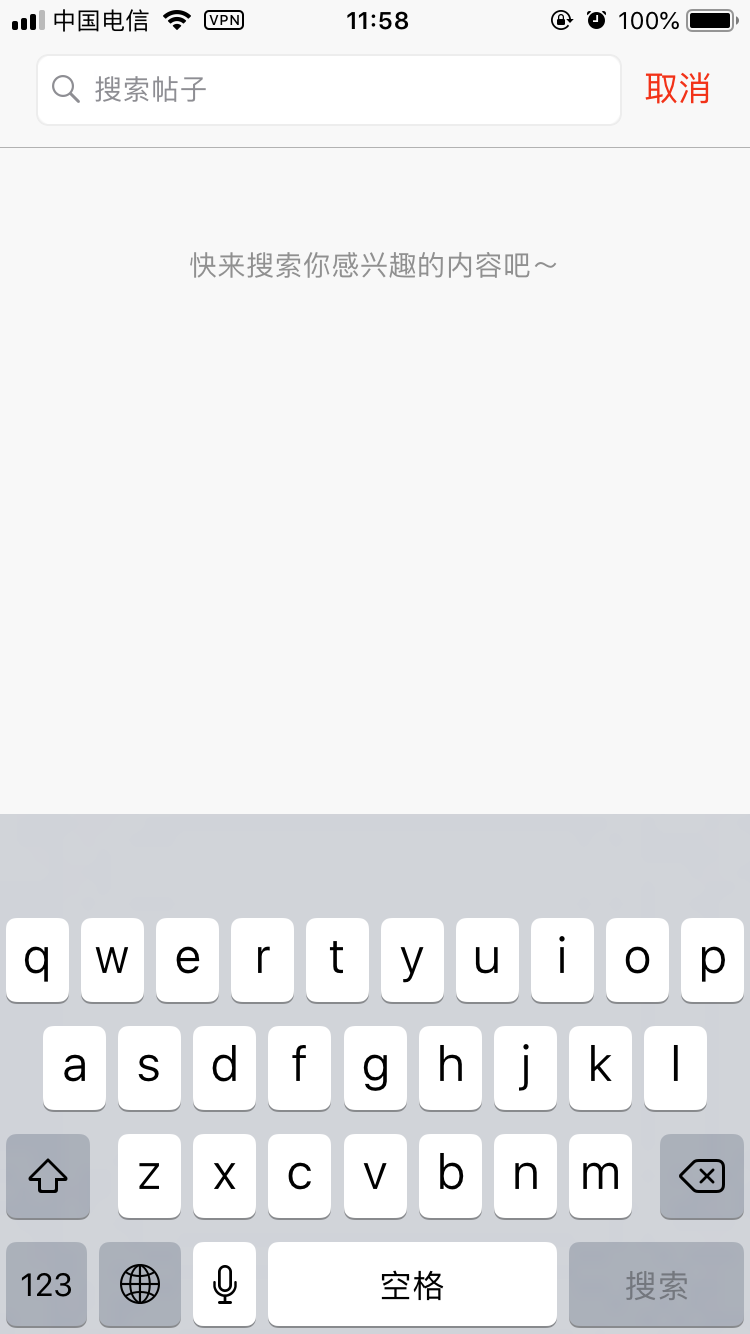 中国电信 VPN 11:58 100%
搜索帖子 取消
快来搜索你感兴趣的内容吧～
q w e r t y u i o p
a s d f g h j k l
z x c v b n m
123 空格 搜索